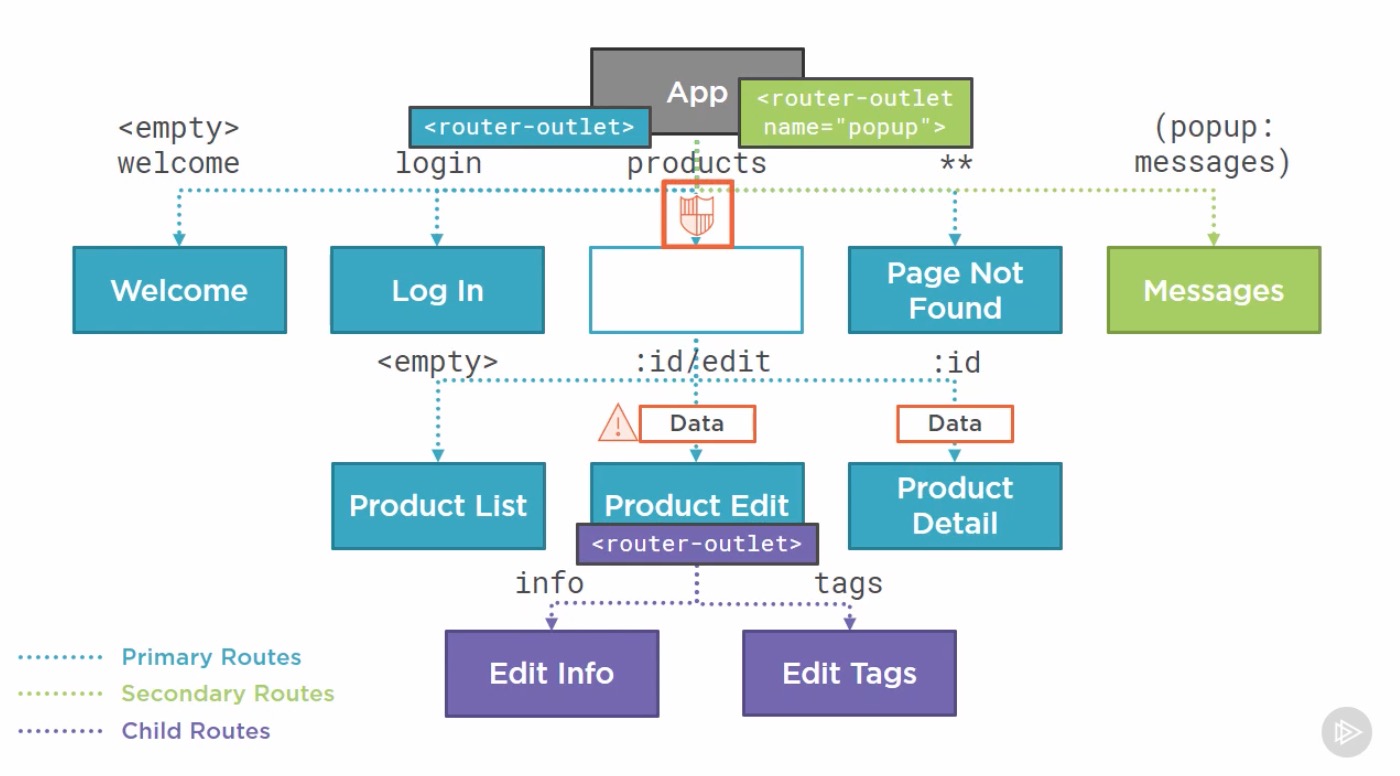 App
<router-outlet>
<router-outlet
name="popup">
<empty>
welcome
login
products
**
(popup:
messages)
Welcome
Log In
Page Not
Found
Messages
<empty>
:id/edit
:id
Data
Data
Product List
Product Edit
Product
Detail
<router-outlet>
info
tags
Edit Info
Edit Tags
Primary Routes
Secondary Routes
Child Routes